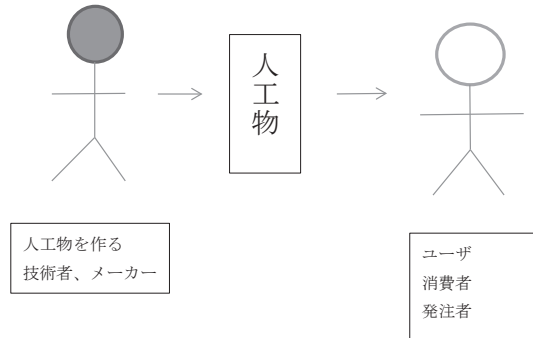 人工物
人工物を作る
技術者、メーカー
ユーザ
消費者
発注者